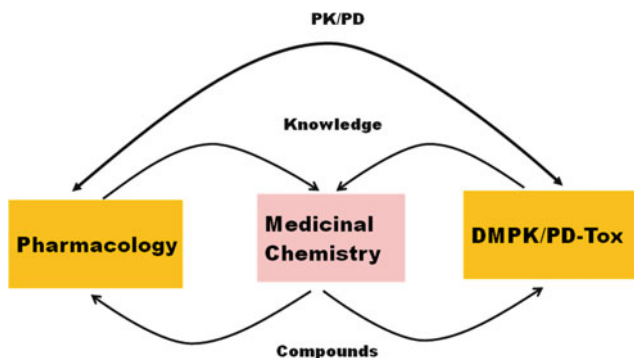 PK/PD
Knowledge
Pharmacology
Medicinal
Chemistry
DMPK/PD-Tox
Compounds